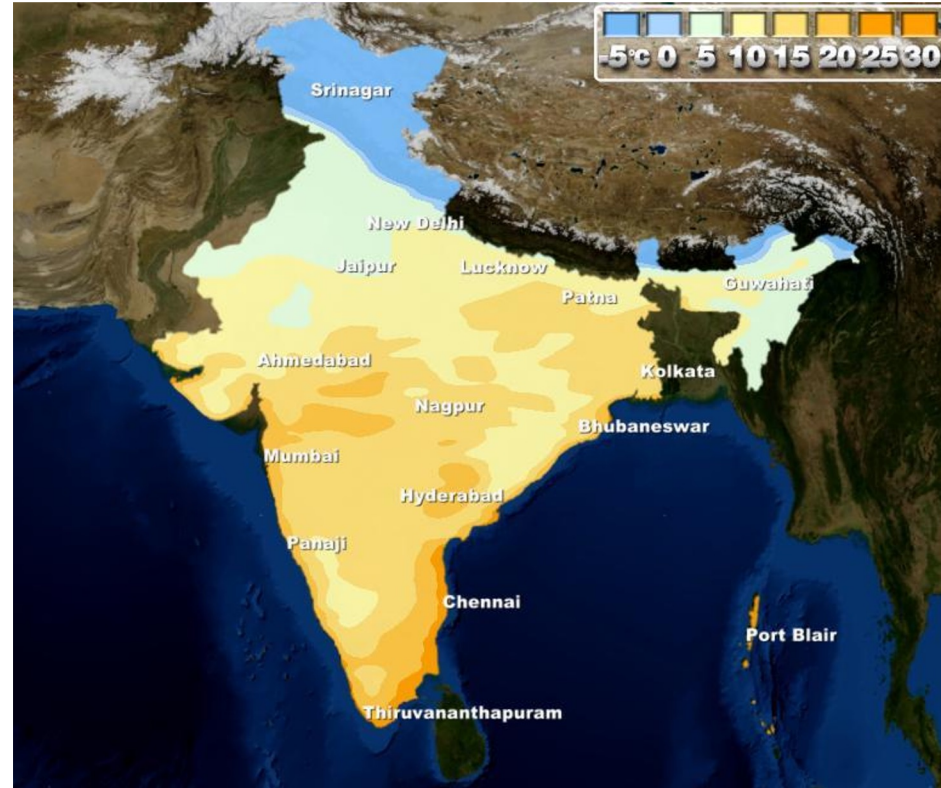 -5°C 0 5 10 15 20 25 30
Srinagar
New Delhi
Jaipur
Lucknow
Guwahati
Patna
Ahmedabad
Kolkata
Nagpur
Bhubaneswar
Mumbai
Hyderabad
Panaji
Chennai
Port Blair
Thiruvananthapuram